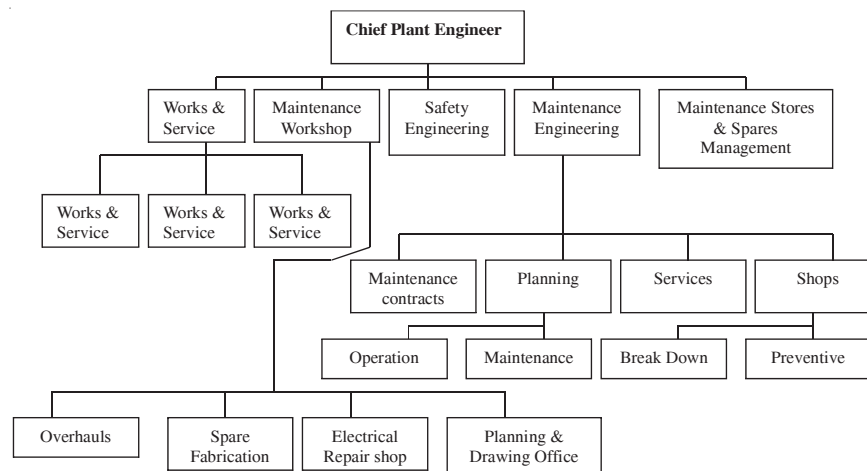 Chief Plant Engineer
Works &
Service
Maintenance
Workshop
Safety
Engineering
Maintenance
Engineering
Maintenance Stores
& Spares
Management
Works &
Service
Works &
Service
Works &
Service
Maintenance
contracts
Planning
Services
Shops
Operation
Maintenance
Break Down
Preventive
Overhauls
Spare
Fabrication
Electrical
Repair shop
Planning &
Drawing Office